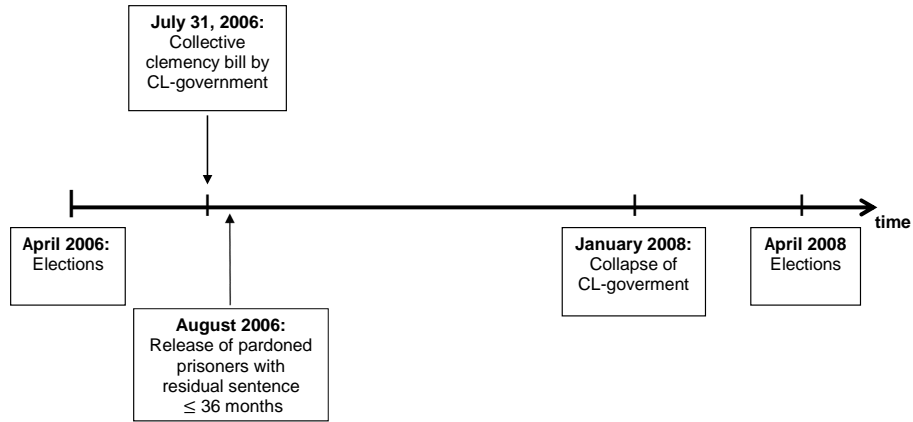 July 31, 2006:
Collective
clemency bill by
CL-government
time
April 2006:
Elections
January 2008:
Collapse of
CL-goverment
April 2008
Elections
August 2006:
Release of pardoned
prisoners with
residual sentence
≤ 36 months